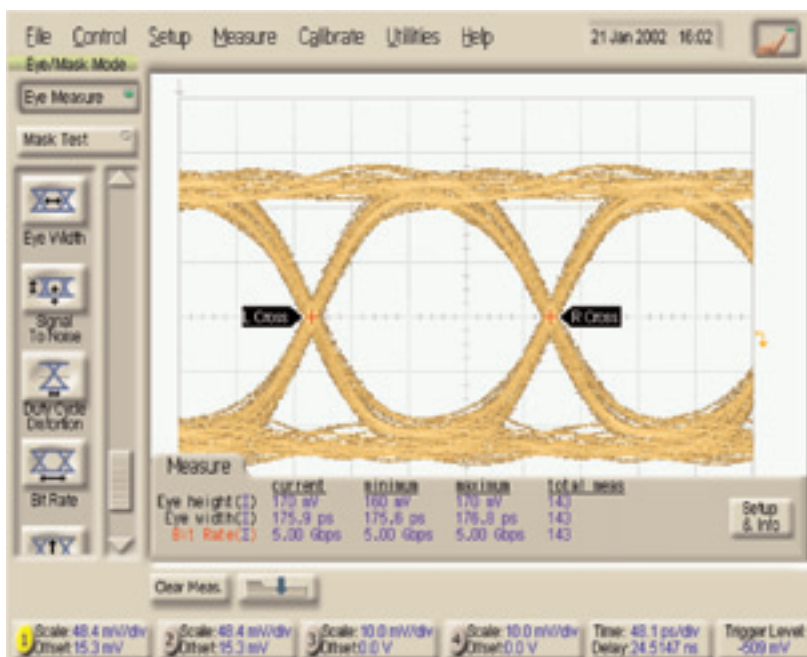 File Control Setup Measure Calibrate Utilities Help 21 Jan 2002 16:02
Eye/Mask Mode
Eye Measure
Mask Test
Eye Width
Signal
To Noise
Duty Cycle
Distortion
Bit Rate
L Cross
R Cross
Measure
current minimum maximum total meas
Eye height(I) 170 mV 160 mV 170 mV 143
Eye width(I) 175.9 ps 175.6 ps 176.8 ps 143
Bit Rate(I) 5.00 Gbps 5.00 Gbps 5.00 Gbps 143
Setup
& Info
Clear Meas.
1 Scale: 48.4 mV/div
Offset: 15.3 mV
2 Scale: 48.4 mV/div
Offset: 15.3 mV
3 Scale: 10.0 mV/div
Offset: 0.0 V
4 Scale: 10.0 mV/div
Offset: 0.0 V
Time: 48.1 ps/div
Delay: 24.5147 ns
Trigger Level
-509 mV